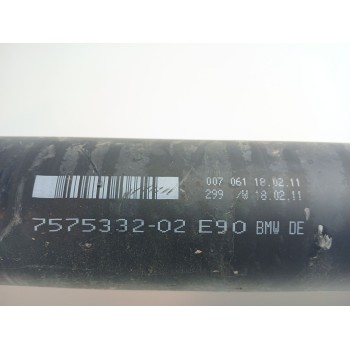 007 061 18.02.11
299 /W 18.02.11
7575332-02 E90 BMW DE